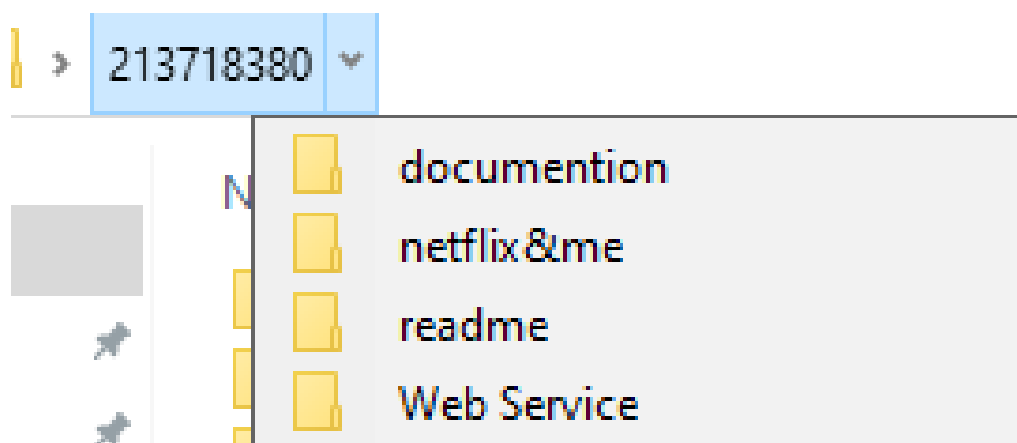 213718380
N
documention
netflix&me
readme
Web Service